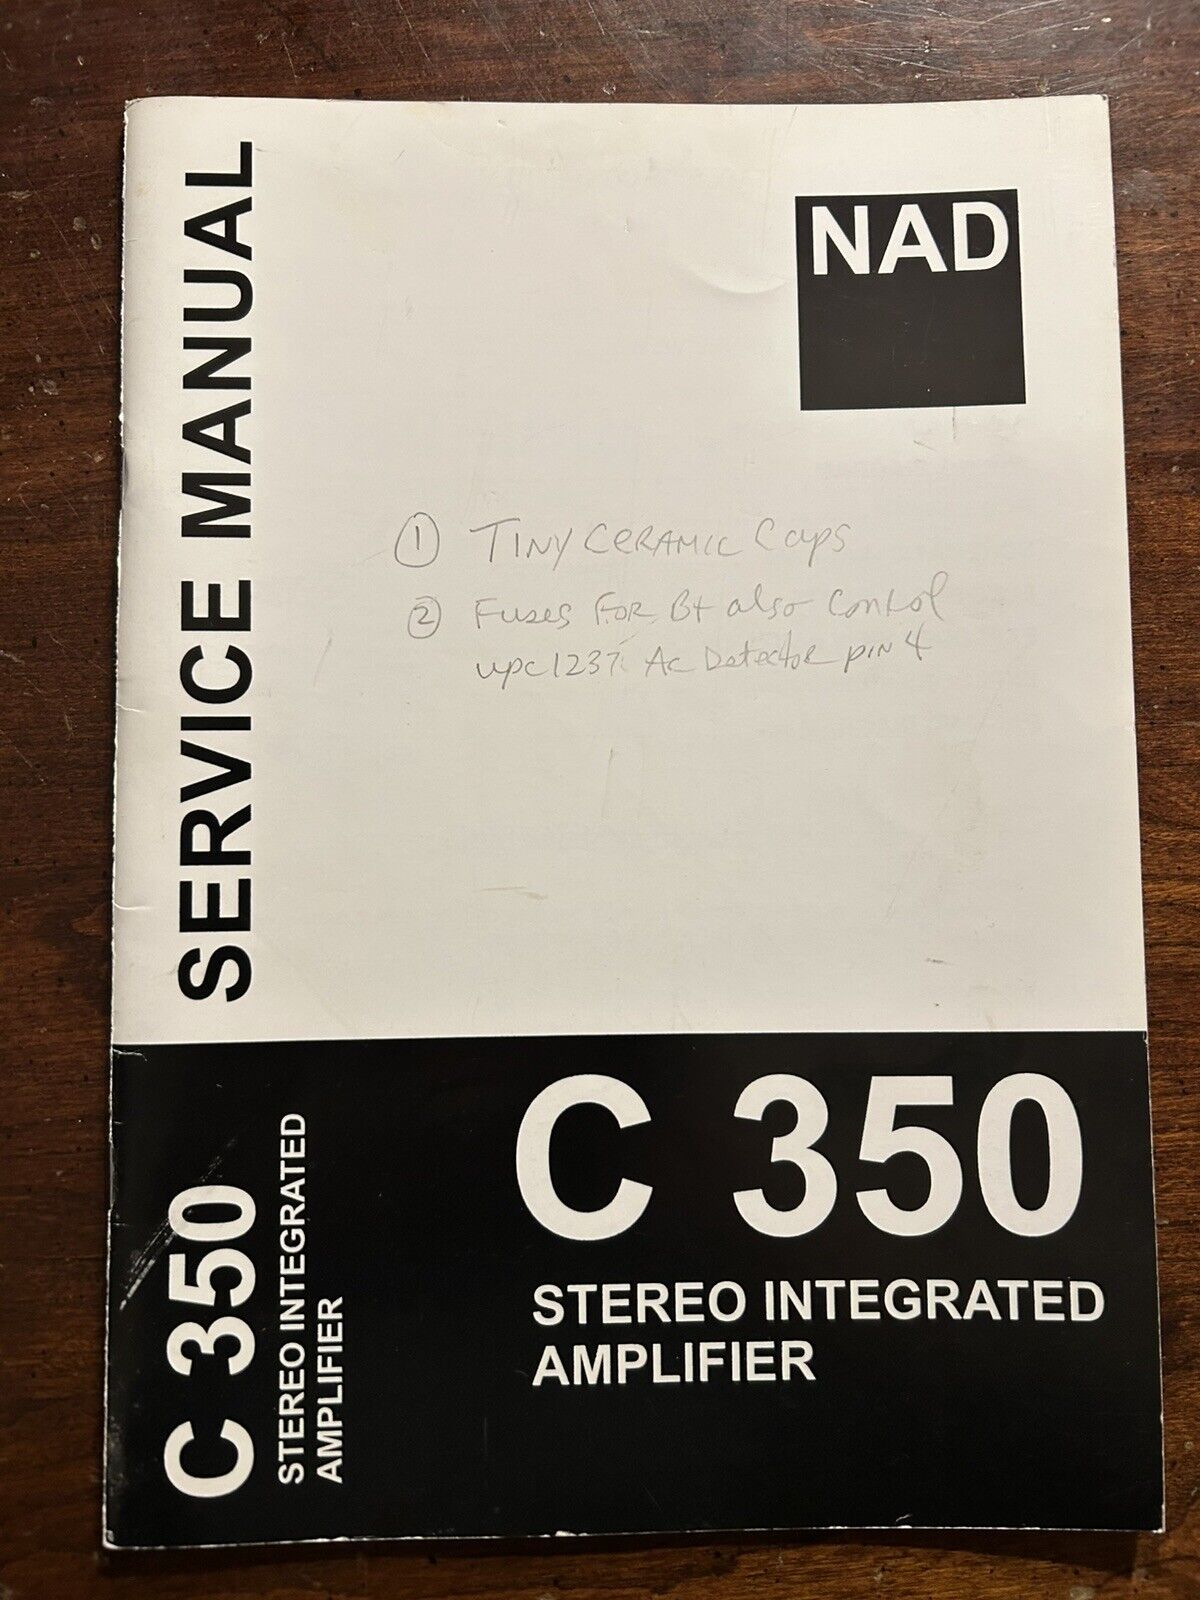 SERVICE MANUAL
NAD
① TINY CERAMIC Caps
② Fuses FOR B+ also Control
upc1237 AC Detector pin 4
C 350
STEREO INTEGRATED
AMPLIFIER
C 350
STEREO INTEGRATED
AMPLIFIER